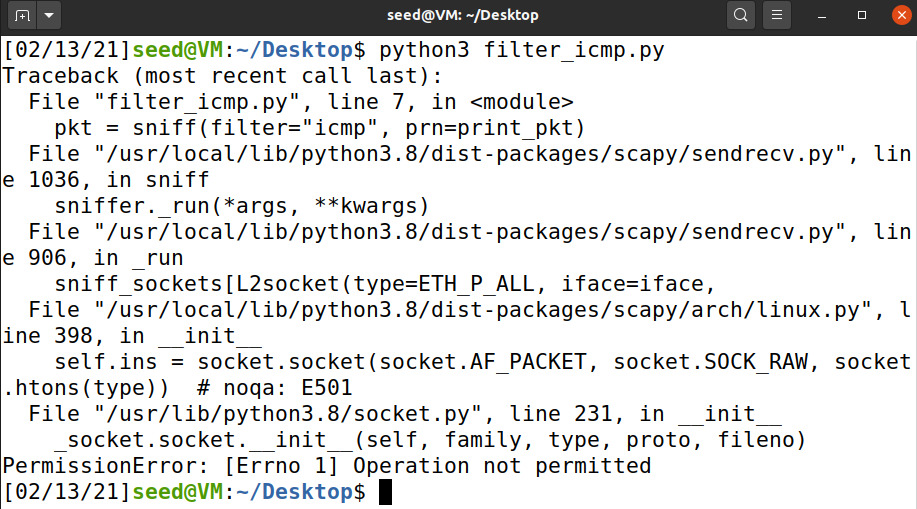 seed@VM: ~/Desktop
[02/13/21]seed@VM:~/Desktop$ python3 filter_icmp.py
Traceback (most recent call last):
  File "filter_icmp.py", line 7, in <module>
    pkt = sniff(filter="icmp", prn=print_pkt)
  File "/usr/local/lib/python3.8/dist-packages/scapy/sendrecv.py", lin
e 1036, in sniff
    sniffer._run(*args, **kwargs)
  File "/usr/local/lib/python3.8/dist-packages/scapy/sendrecv.py", lin
e 906, in _run
    sniff_sockets[L2socket(type=ETH_P_ALL, iface=iface,
  File "/usr/local/lib/python3.8/dist-packages/scapy/arch/linux.py", l
ine 398, in __init__
    self.ins = socket.socket(socket.AF_PACKET, socket.SOCK_RAW, socket
.htons(type))  # noqa: E501
  File "/usr/lib/python3.8/socket.py", line 231, in __init__
    _socket.socket.__init__(self, family, type, proto, fileno)
PermissionError: [Errno 1] Operation not permitted
[02/13/21]seed@VM:~/Desktop$